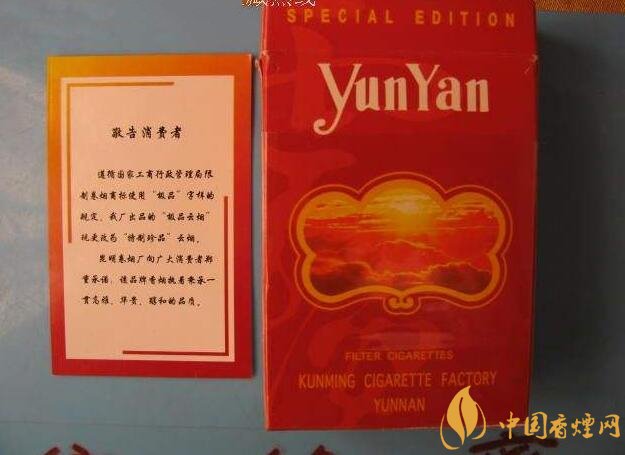 敬告消费者
遵循国家工商行政管理局限
制卷烟商标使用“极品”字样的
规定，我厂出品的“极品云烟”
现更改为“特制珍品”云烟。
昆明卷烟厂向广大消费者郑
重承诺，该品牌香烟执着秉承一
贯高雅、华贵、醇和的品质。
SPECIAL EDITION
YunYan
FILTER CIGARETTES
KUNMING CIGARETTE FACTORY
YUNNAN
中国香烟网